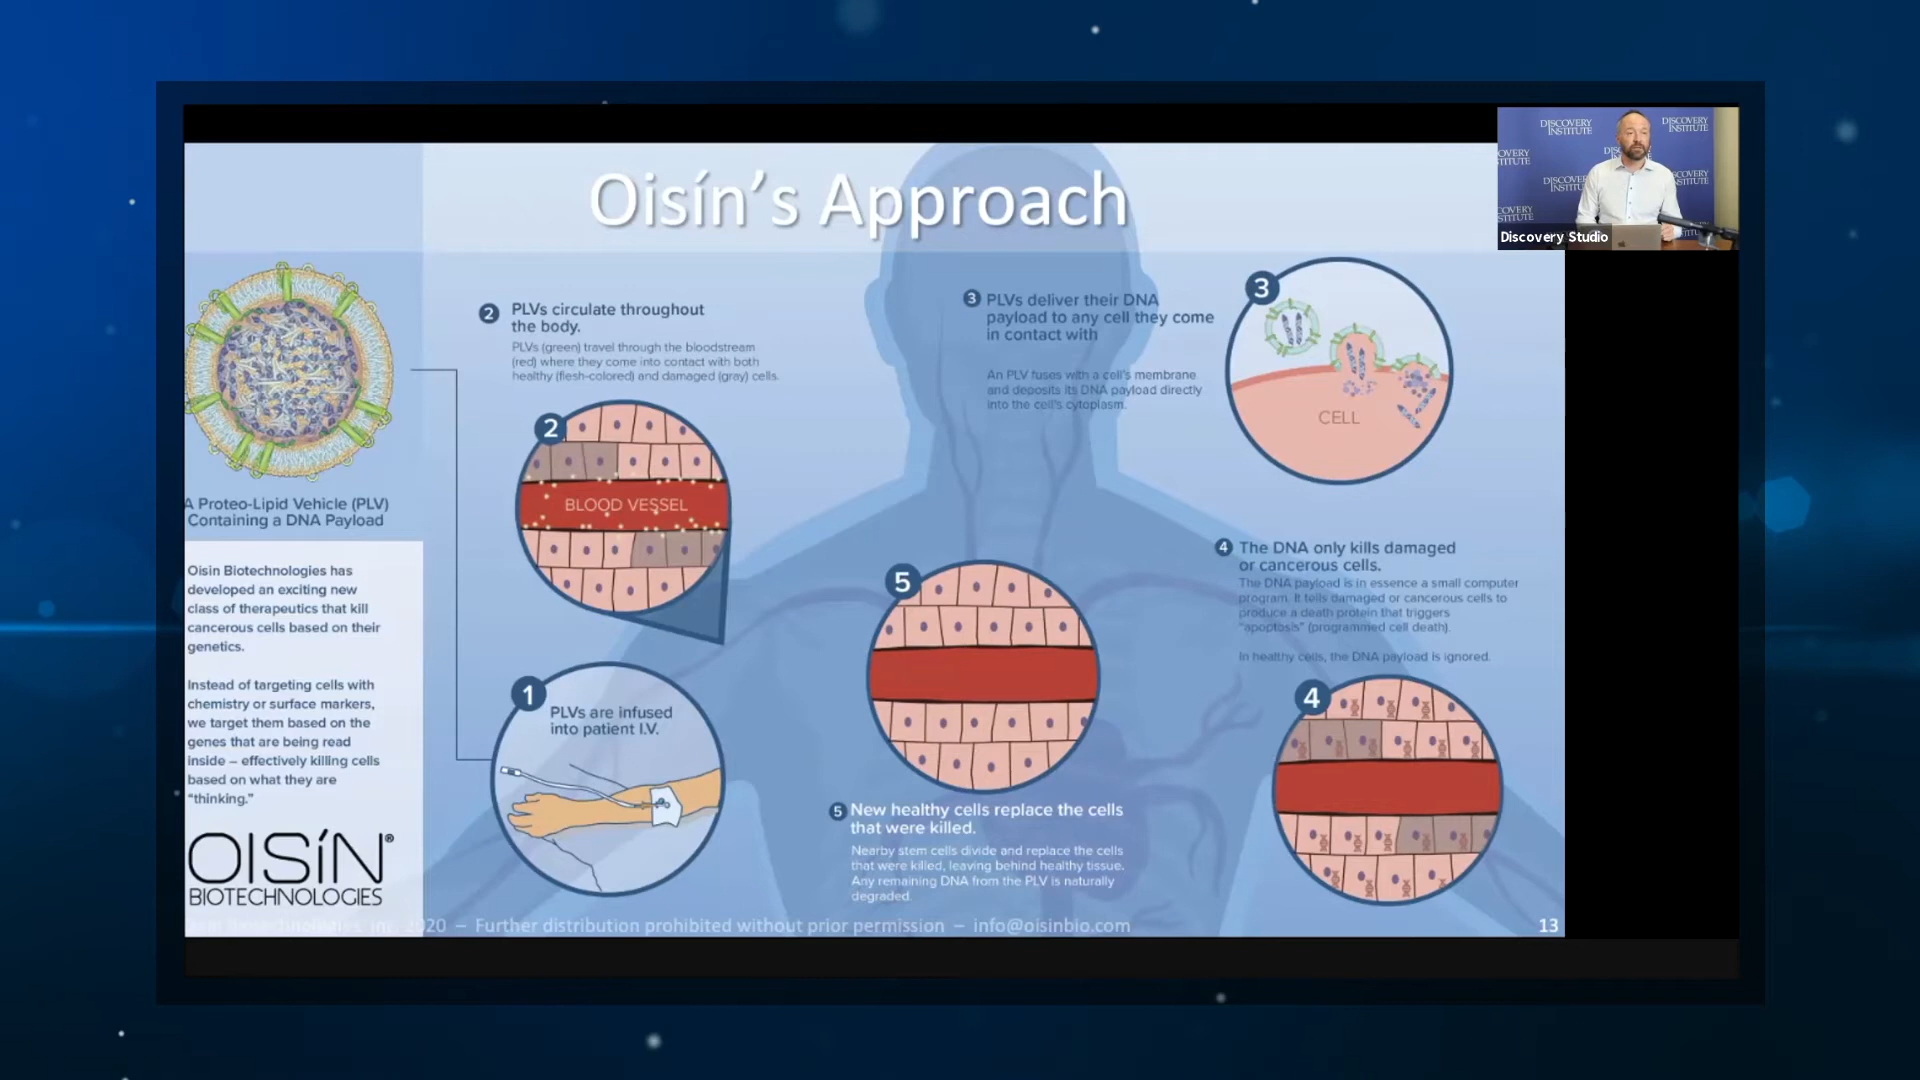 Oisín's Approach
DISCOVERY
INSTITUTE
DISCOVERY
INSTITUTE
Discovery Studio
A Proteo-Lipid Vehicle (PLV)
Containing a DNA Payload
Oisin Biotechnologies has
developed an exciting new
class of therapeutics that kill
cancerous cells based on their
genetics.
Instead of targeting cells with
chemistry or surface markers,
we target them based on the
genes that are being read
inside – effectively killing cells
based on what they are
“thinking.”
OISíN®
BIOTECHNOLOGIES
1
PLVs are infused
into patient I.V.
2 PLVs circulate throughout
the body.
PLVs (green) travel through the bloodstream
(red) where they come into contact with both
healthy (flesh-colored) and damaged (gray) cells.
2
BLOOD VESSEL
3 PLVs deliver their DNA
payload to any cell they come
in contact with
An PLV fuses with a cell's membrane
and deposits its DNA payload directly
into the cell's cytoplasm.
3
CELL
4 The DNA only kills damaged
or cancerous cells.
The DNA payload is in essence a small computer
program. It tells damaged or cancerous cells to
produce a death protein that triggers
“apoptosis” (programmed cell death).
In healthy cells, the DNA payload is ignored.
4
5
5 New healthy cells replace the cells
that were killed.
Nearby stem cells divide and replace the cells
that were killed, leaving behind healthy tissue.
Any remaining DNA from the PLV is naturally
degraded.
Inc. 2020 – Further distribution prohibited without prior permission – info@oisinbio.com
13